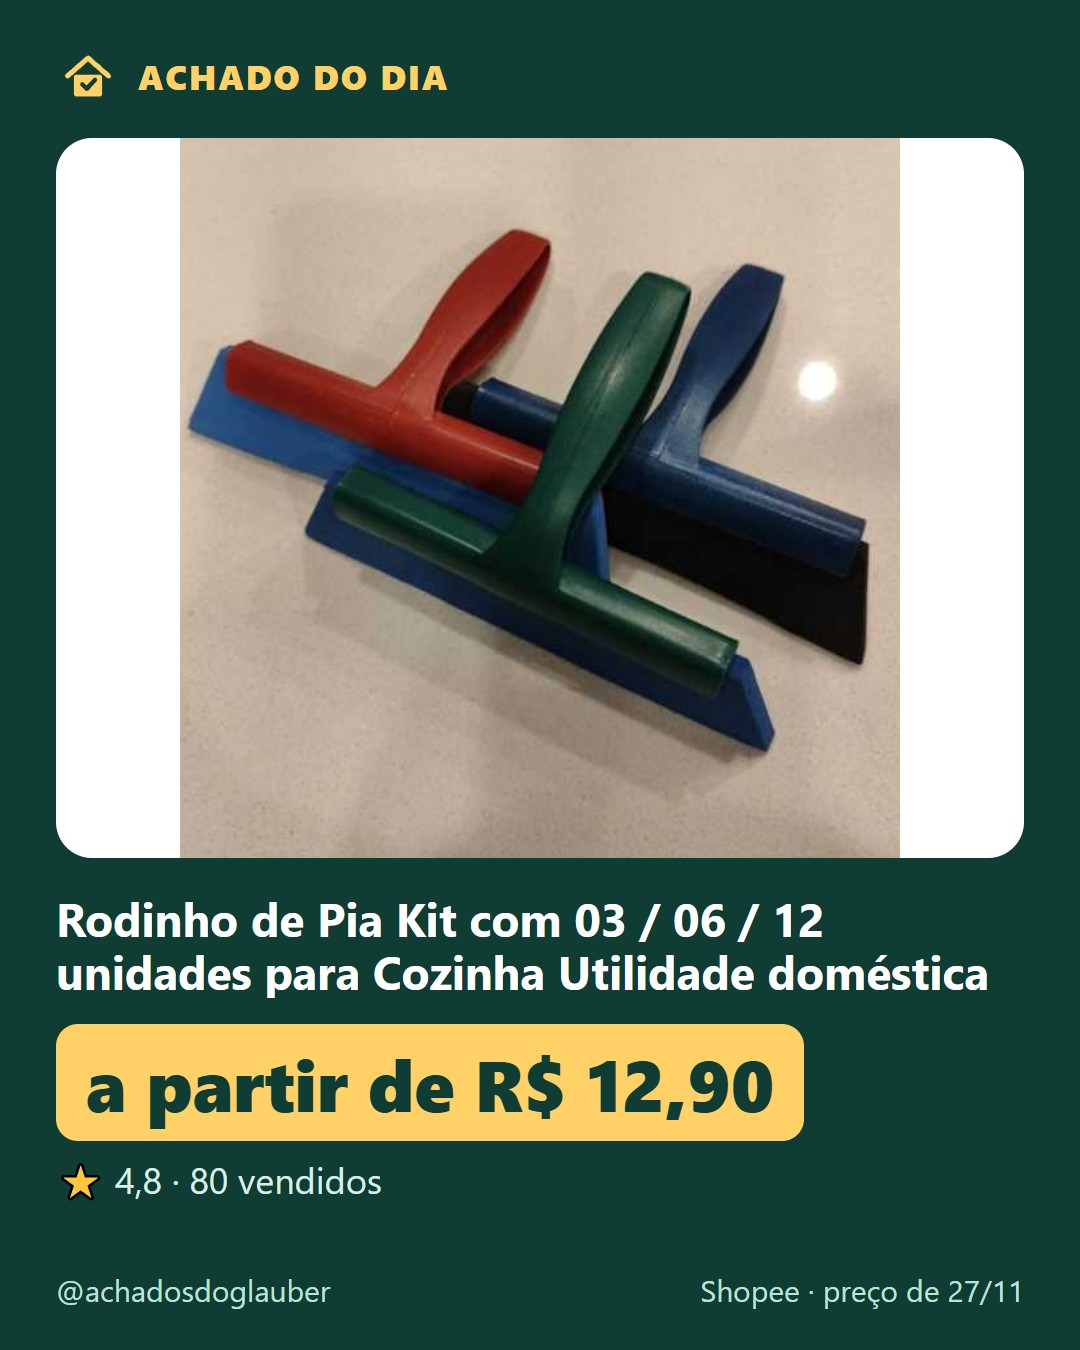 ACHADO DO DIA
Rodinho de Pia Kit com 03 / 06 / 12
unidades para Cozinha Utilidade doméstica
a partir de R$ 12,90
4,8 · 80 vendidos
@achadosdoglauber
Shopee · preço de 27/11